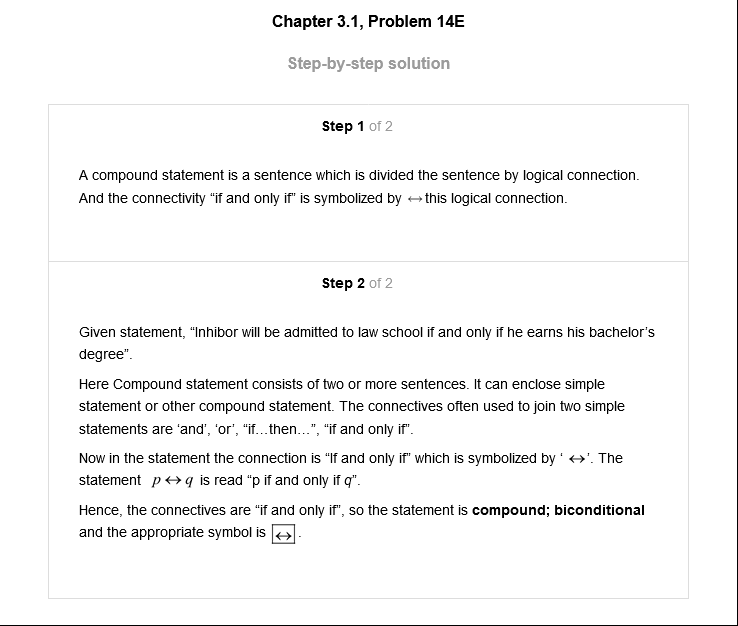 Chapter 3.1, Problem 14E
Step-by-step solution
Step 1 of 2
A compound statement is a sentence which is divided the sentence by logical connection.
And the connectivity “if and only if” is symbolized by ↔ this logical connection.
Step 2 of 2
Given statement, “Inhibor will be admitted to law school if and only if he earns his bachelor’s
degree”.
Here Compound statement consists of two or more sentences. It can enclose simple
statement or other compound statement. The connectives often used to join two simple
statements are ‘and’, ‘or’, “if…then…”, “if and only if”.
Now in the statement the connection is “If and only if” which is symbolized by ‘ ↔’. The
statement p ↔ q is read “p if and only if q”.
Hence, the connectives are “if and only if”, so the statement is compound; biconditional
and the appropriate symbol is ↔.